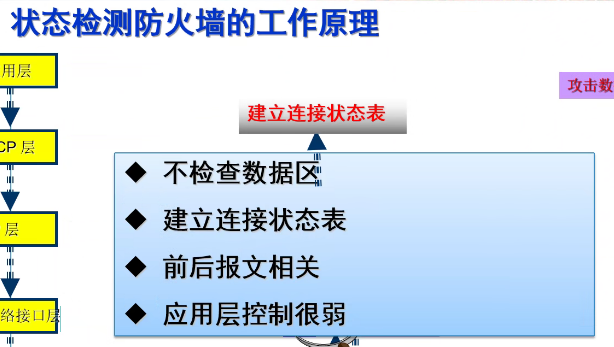 状态检测防火墙的工作原理
用层
攻击数
建立连接状态表
CP 层
◆ 不检查数据区
◆ 建立连接状态表
层
◆ 前后报文相关
◆ 应用层控制很弱
络接口层